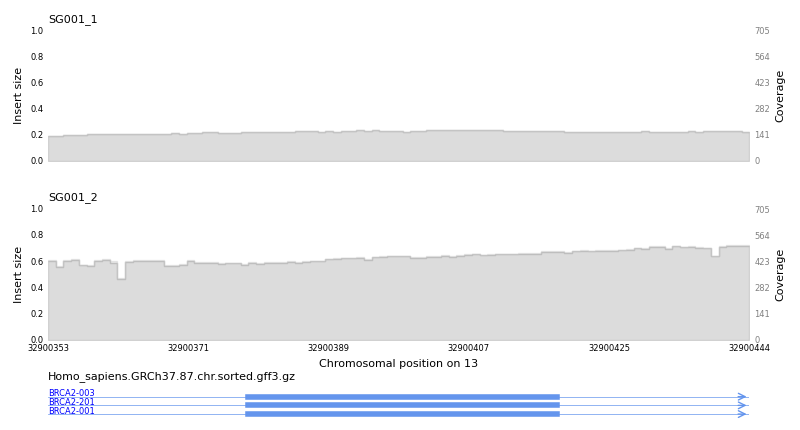 SG001_1
1.0 705
0.8 564
0.6 423
0.4 282
0.2 141
0.0 0
Insert size
Coverage
SG001_2
1.0 705
0.8 564
0.6 423
0.4 282
0.2 141
0.0 0
Insert size
Coverage
32900353 32900371 32900389 32900407 32900425 32900444
Chromosomal position on 13
Homo_sapiens.GRCh37.87.chr.sorted.gff3.gz
BRCA2-003
BRCA2-201
BRCA2-001